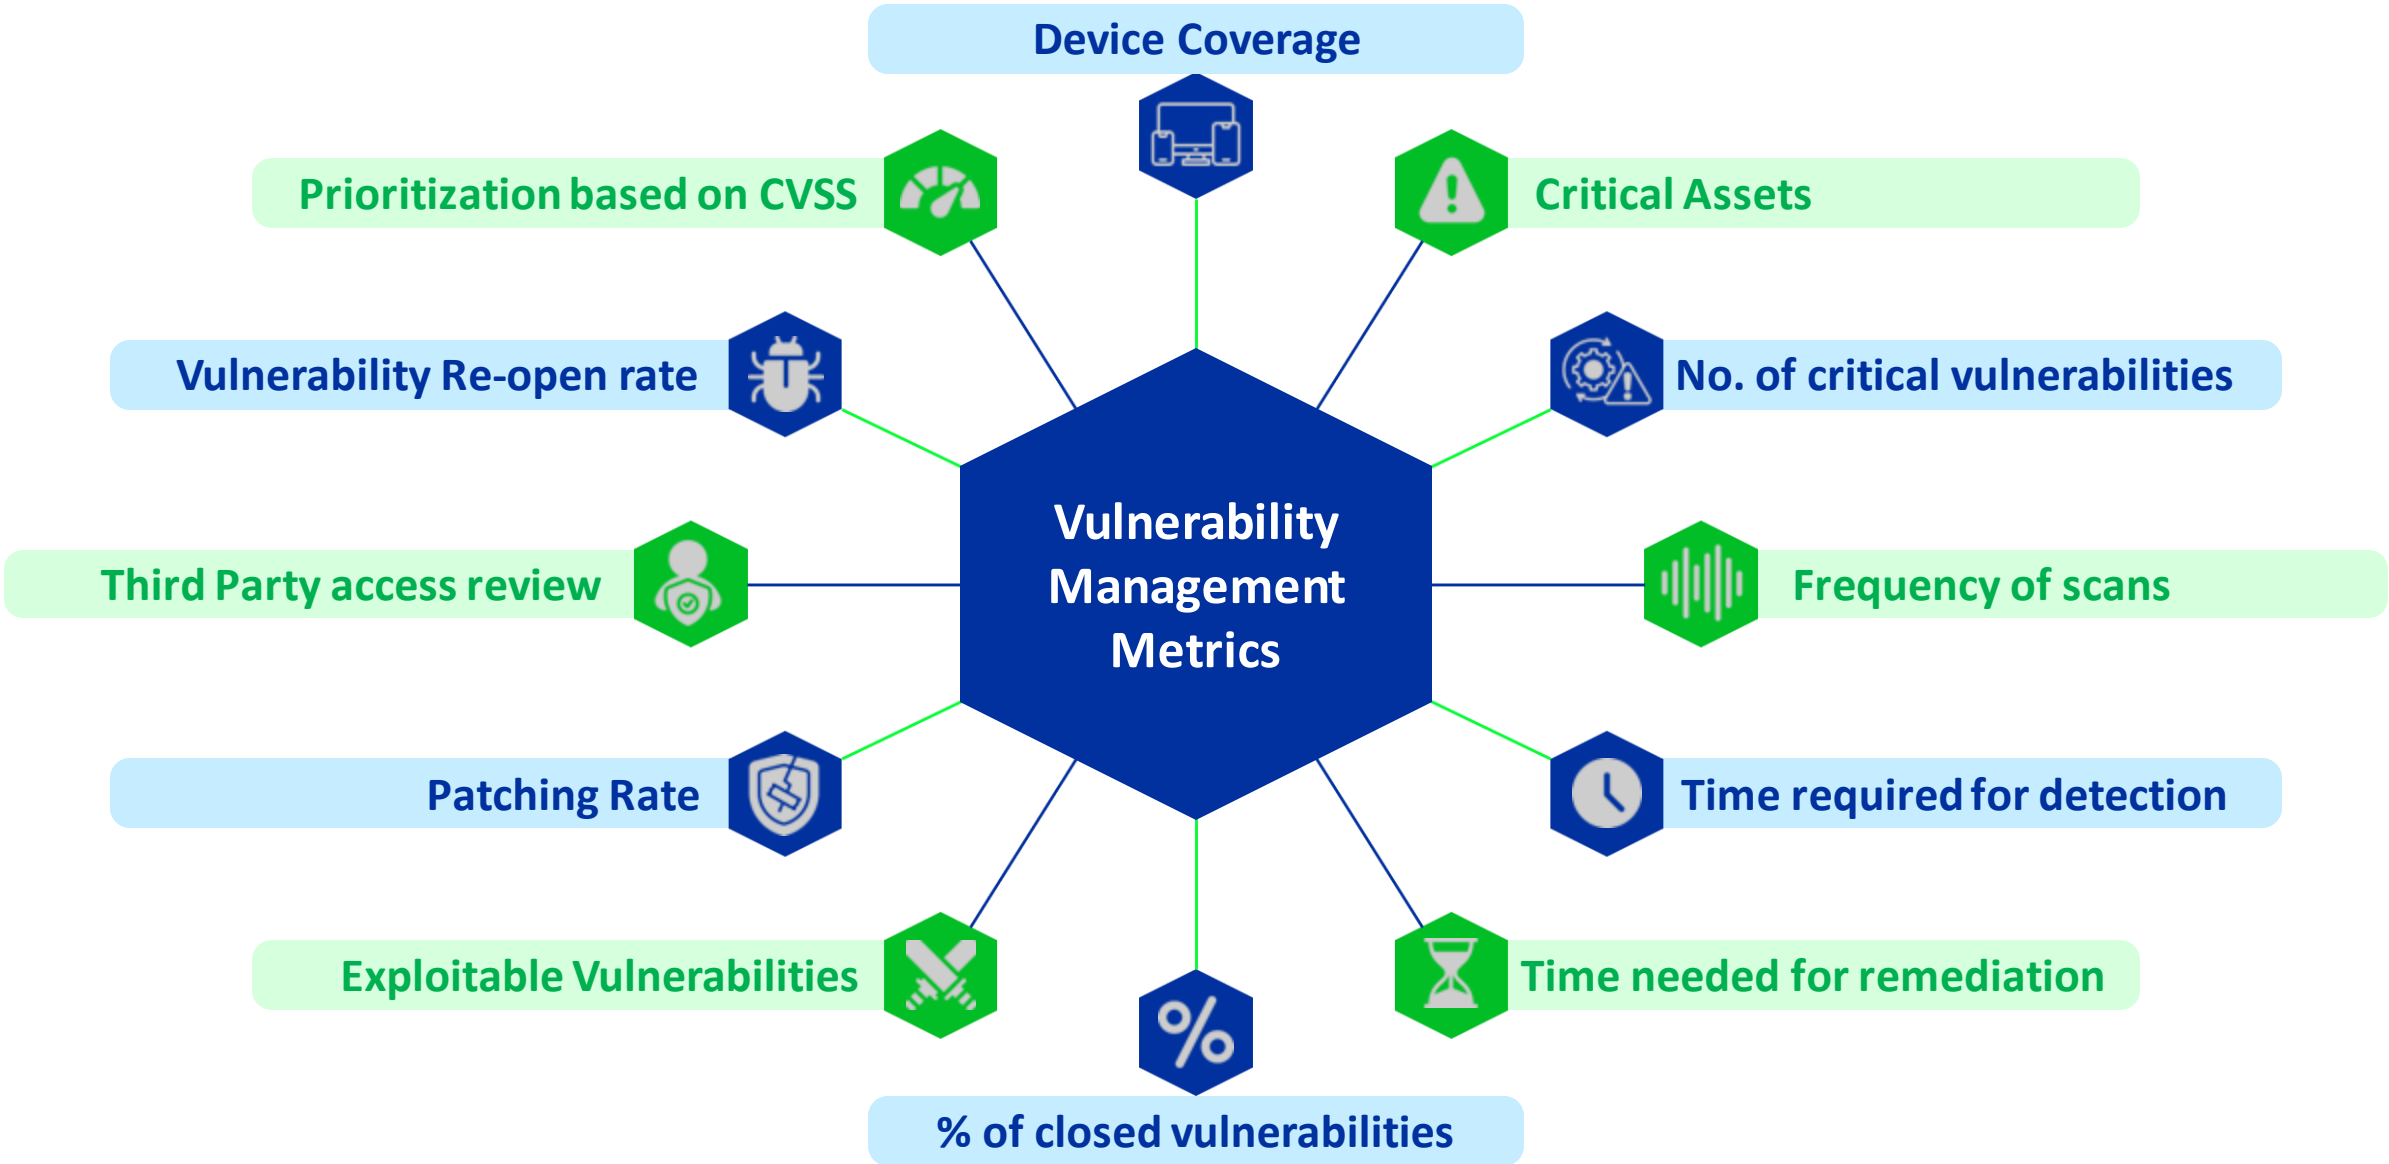 Device Coverage
Prioritization based on CVSS
Critical Assets
Vulnerability Re-open rate
No. of critical vulnerabilities
Vulnerability
Management
Metrics
Third Party access review
Frequency of scans
Patching Rate
Time required for detection
Exploitable Vulnerabilities
Time needed for remediation
% of closed vulnerabilities